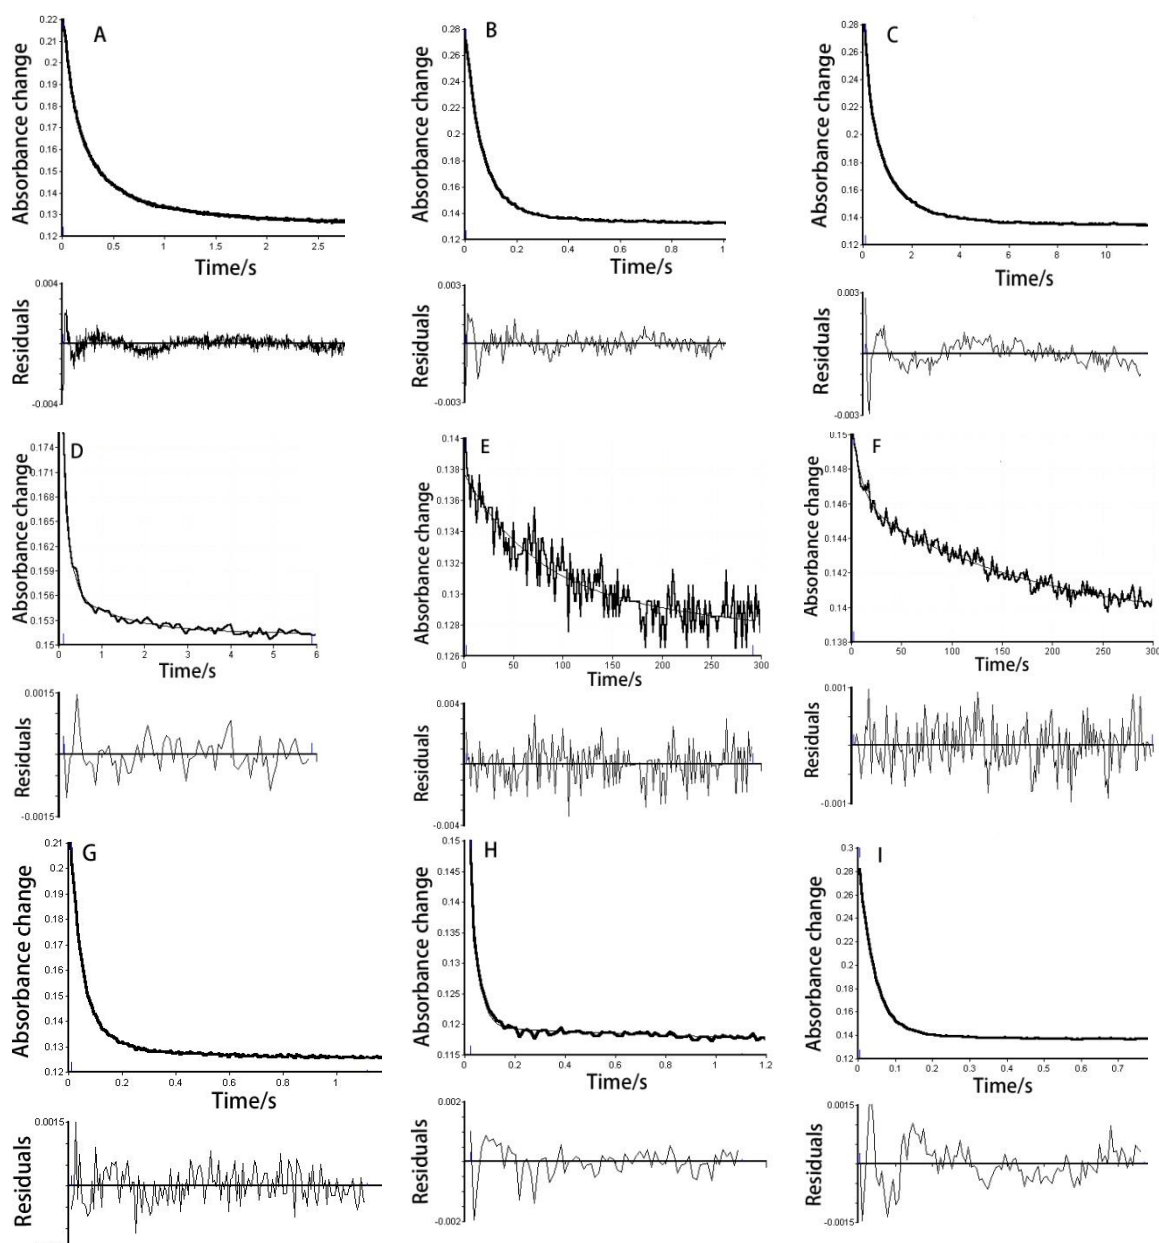 A
Absorbance change
0.22
0.21
0.2
0.19
0.18
0.17
0.16
0.15
0.14
0.13
0.12
0 0.5 1 1.5 2 2.5
Time/s
Residuals
0.004
-0.004
B
Absorbance change
0.28
0.26
0.24
0.22
0.2
0.18
0.16
0.14
0.12
0 0.2 0.4 0.6 0.8 1
Time/s
Residuals
0.003
-0.003
C
Absorbance change
0.28
0.26
0.24
0.22
0.2
0.18
0.16
0.14
0.12
0 2 4 6 8 10
Time/s
Residuals
0.003
-0.003
D
Absorbance change
0.174
0.171
0.168
0.165
0.162
0.159
0.156
0.153
0.15
0 1 2 3 4 5 6
Time/s
Residuals
0.0015
-0.0015
E
Absorbance change
0.14
0.138
0.136
0.134
0.132
0.13
0.128
0.126
0 50 100 150 200 250 300
Time/s
Residuals
0.004
-0.004
F
Absorbance change
0.15
0.148
0.146
0.144
0.142
0.14
0.138
0 50 100 150 200 250 300
Time/s
Residuals
0.001
-0.001
G
Absorbance change
0.21
0.2
0.19
0.18
0.17
0.16
0.15
0.14
0.13
0.12
0 0.2 0.4 0.6 0.8 1
Time/s
Residuals
0.0015
H
Absorbance change
0.15
0.145
0.14
0.135
0.13
0.125
0.12
0.115
0 0.2 0.4 0.6 0.8 1 1.2
Time/s
Residuals
0.002
-0.002
I
Absorbance change
0.3
0.28
0.26
0.24
0.22
0.2
0.18
0.16
0.14
0.12
0 0.1 0.2 0.3 0.4 0.5 0.6 0.7
Time/s
Residuals
0.0015
-0.0015